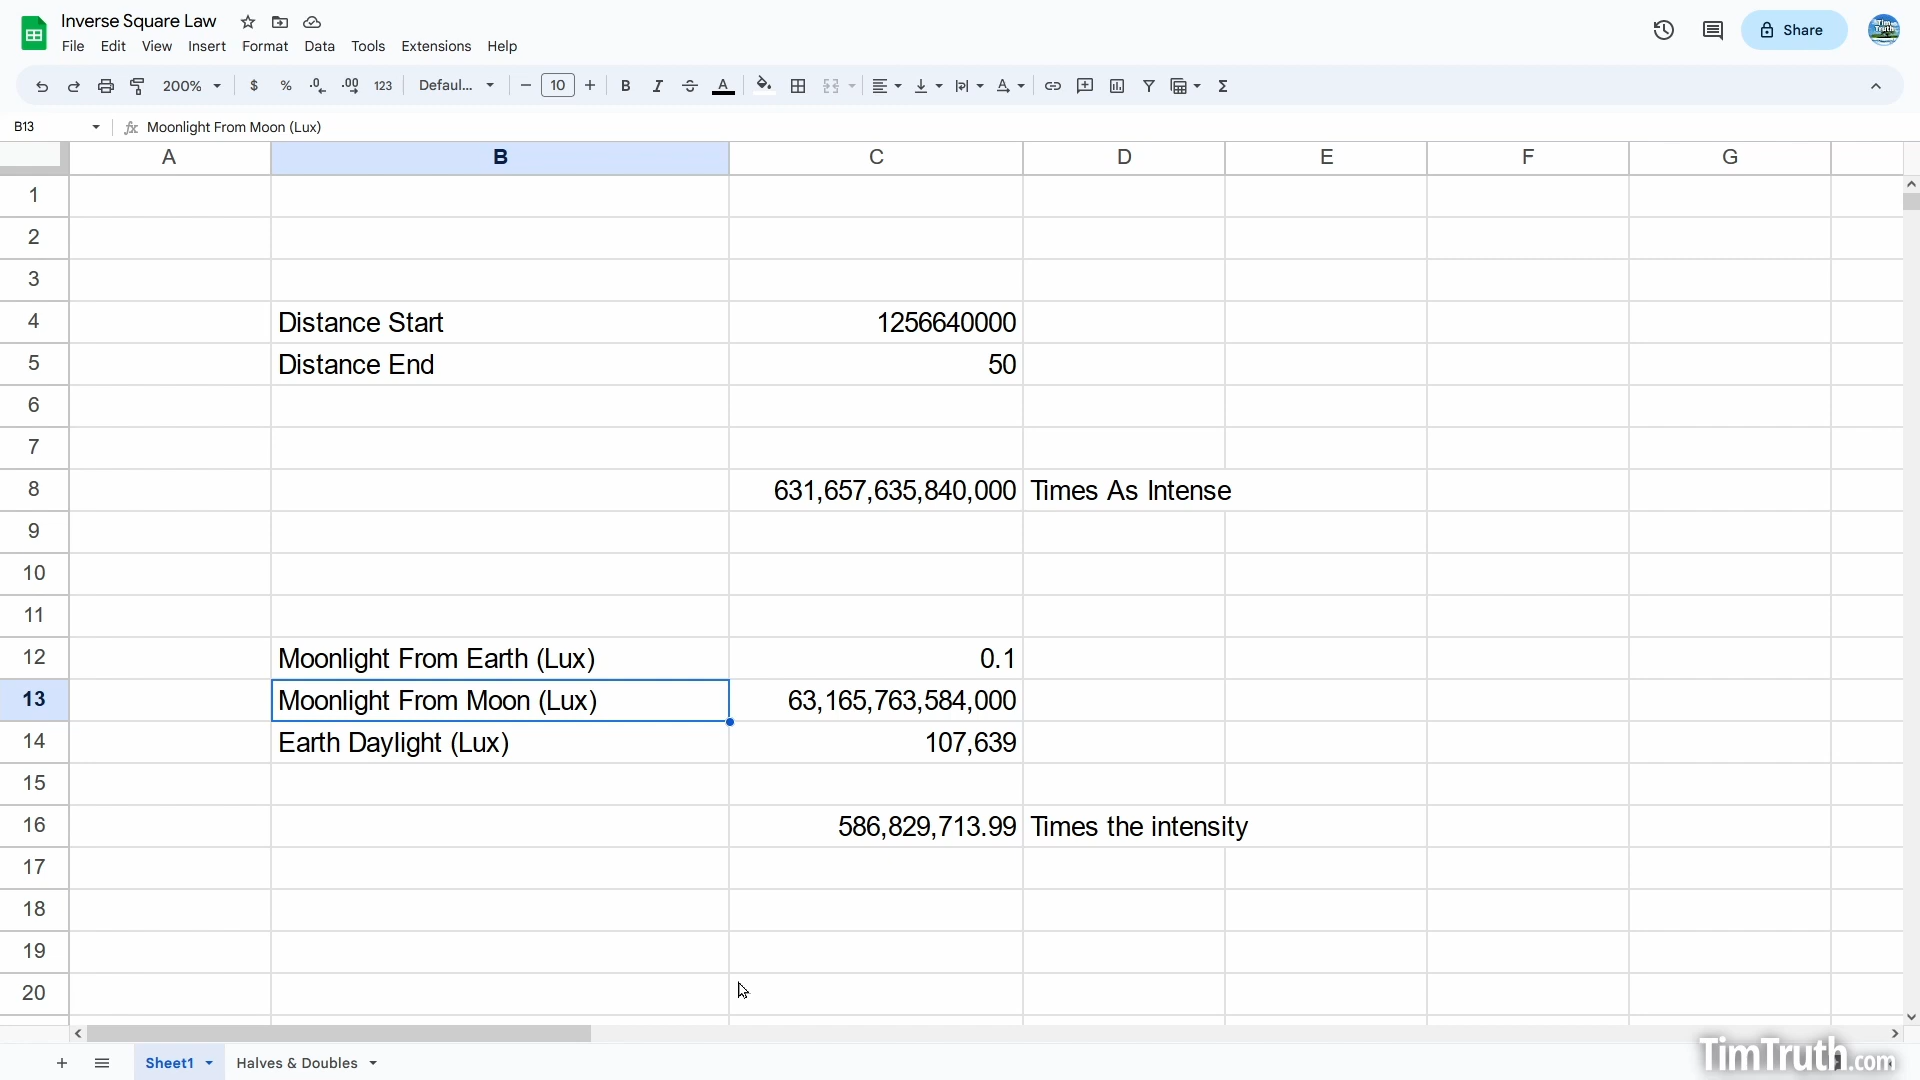 Inverse Square Law
File Edit View Insert Format Data Tools Extensions Help
Share
200% $ % .0 .00 123 Defaul... 10 B I A Σ
B13 fx Moonlight From Moon (Lux)
A B C D E F G
1
2
3
4 Distance Start 1256640000
5 Distance End 50
6
7
8 631,657,635,840,000 Times As Intense
9
10
11
12 Moonlight From Earth (Lux) 0.1
13 Moonlight From Moon (Lux) 63,165,763,584,000
14 Earth Daylight (Lux) 107,639
15
16 586,829,713.99 Times the intensity
17
18
19
20
Sheet1 Halves & Doubles
TimTruth.com